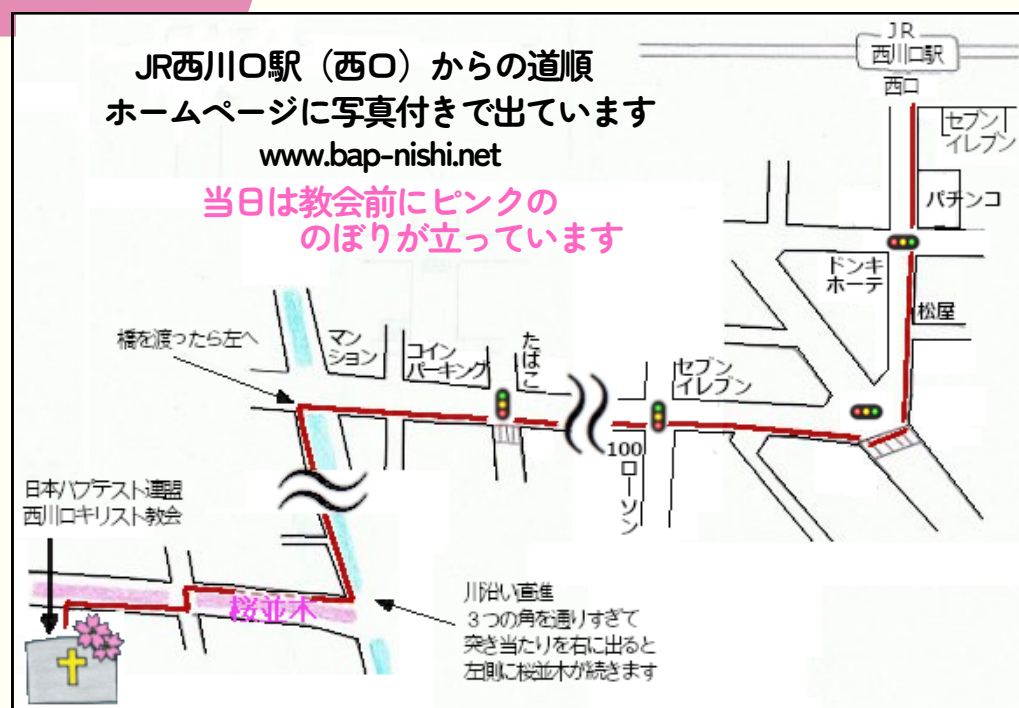 JR西川口駅（西口）からの道順
ホームページに写真付きで出ています
www.bap-nishi.net
当日は教会前にピンクの
のぼりが立っています
JR
西川口駅
西口
セブン
イレブン
パチンコ
ドンキ
ホーテ
松屋
橋を渡ったら左へ
マン
ション
コイン
パーキング
たばこ
セブン
イレブン
100
ローソン
日本バプテスト連盟
西川口キリスト教会
桜並木
川沿い直進
３つの角を通りすぎて
突き当たりを右に出ると
左側に桜並木が続きます